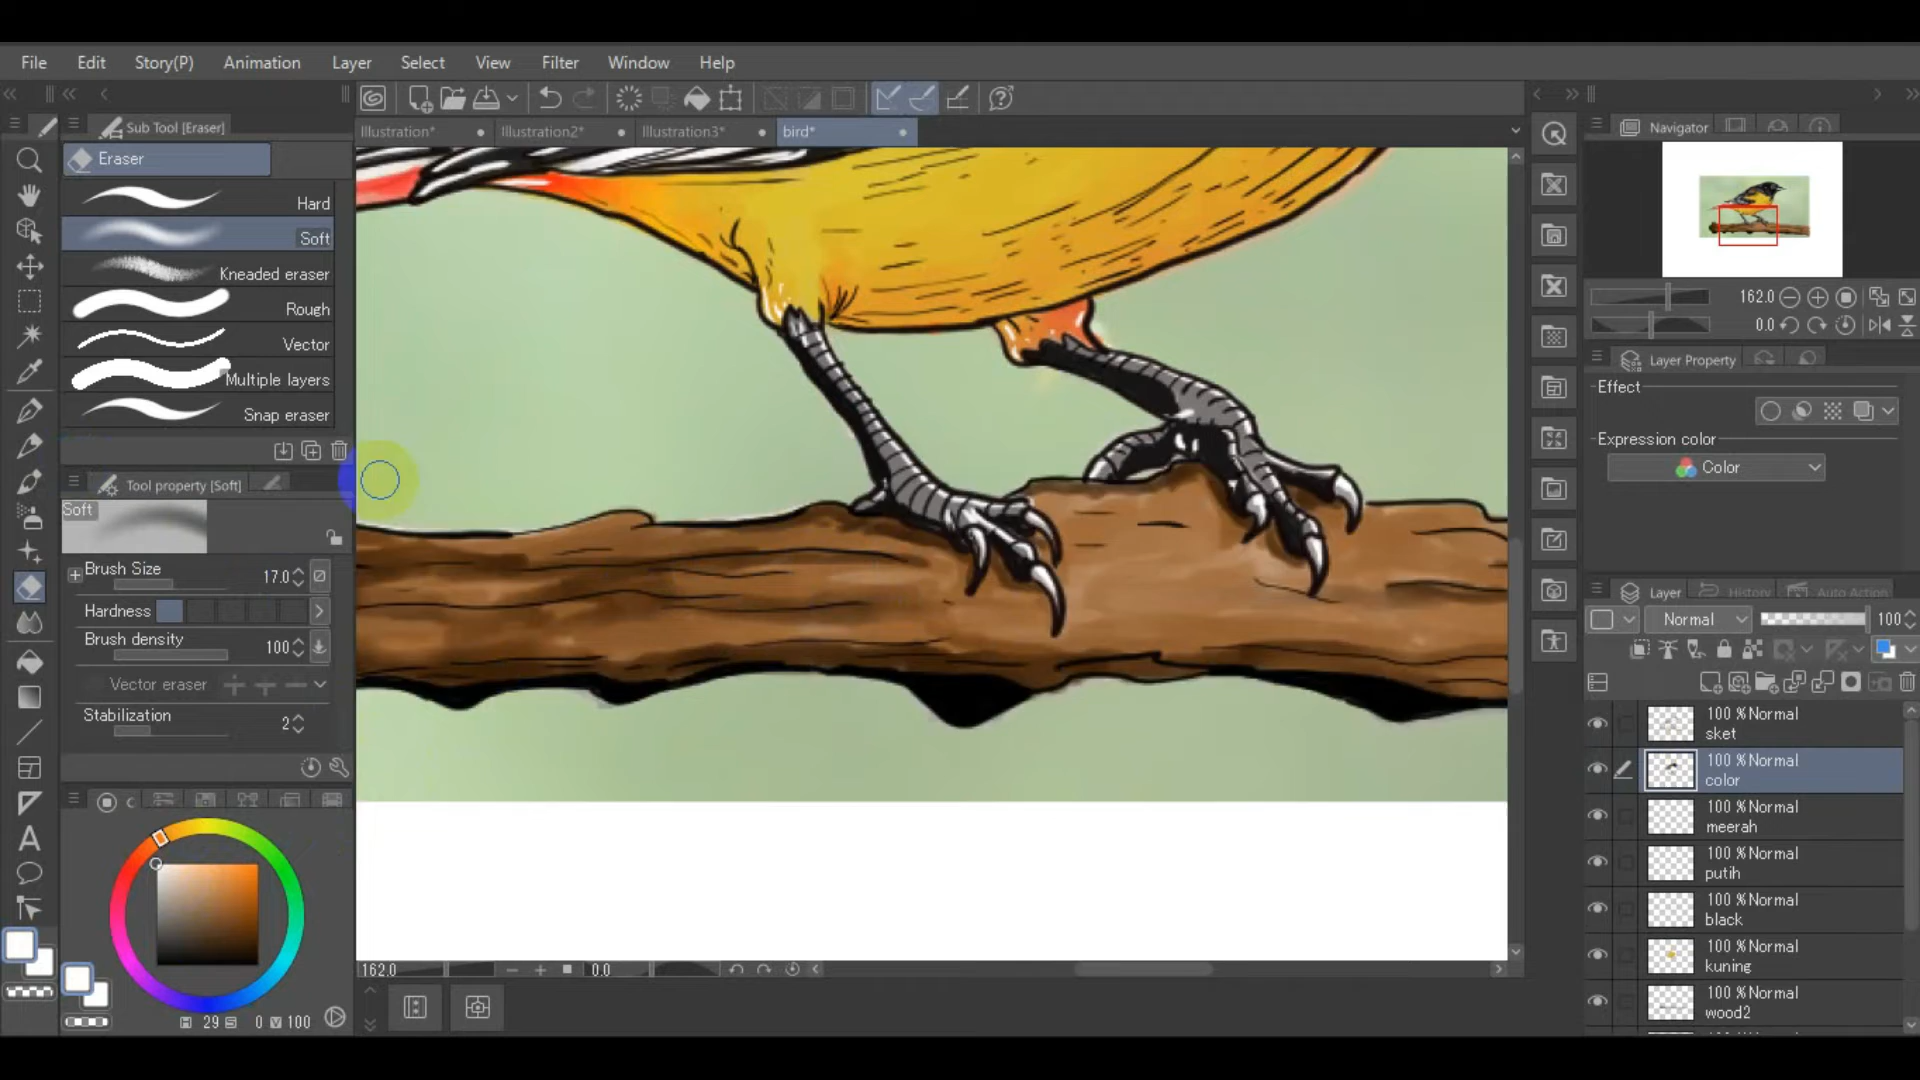 File Edit Story(P) Animation Layer Select View Filter Window Help
Sub Tool [Eraser]
Eraser
Hard
Soft
Kneaded eraser
Rough
Vector
Multiple layers
Snap eraser
Tool property [Soft]
Soft
Brush Size 17.0
Hardness
Brush density 100
Vector eraser
Stabilization 2
29 0 100
Illustration* Illustration2* Illustration3* bird*
162.0 0.0
Navigator
162.0
0.0
Layer Property
Effect
Expression color
Color
Layer History Auto Action
Normal 100
100 %Normal
sket
100 %Normal
color
100 %Normal
meerah
100 %Normal
putih
100 %Normal
black
100 %Normal
kuning
100 %Normal
wood2